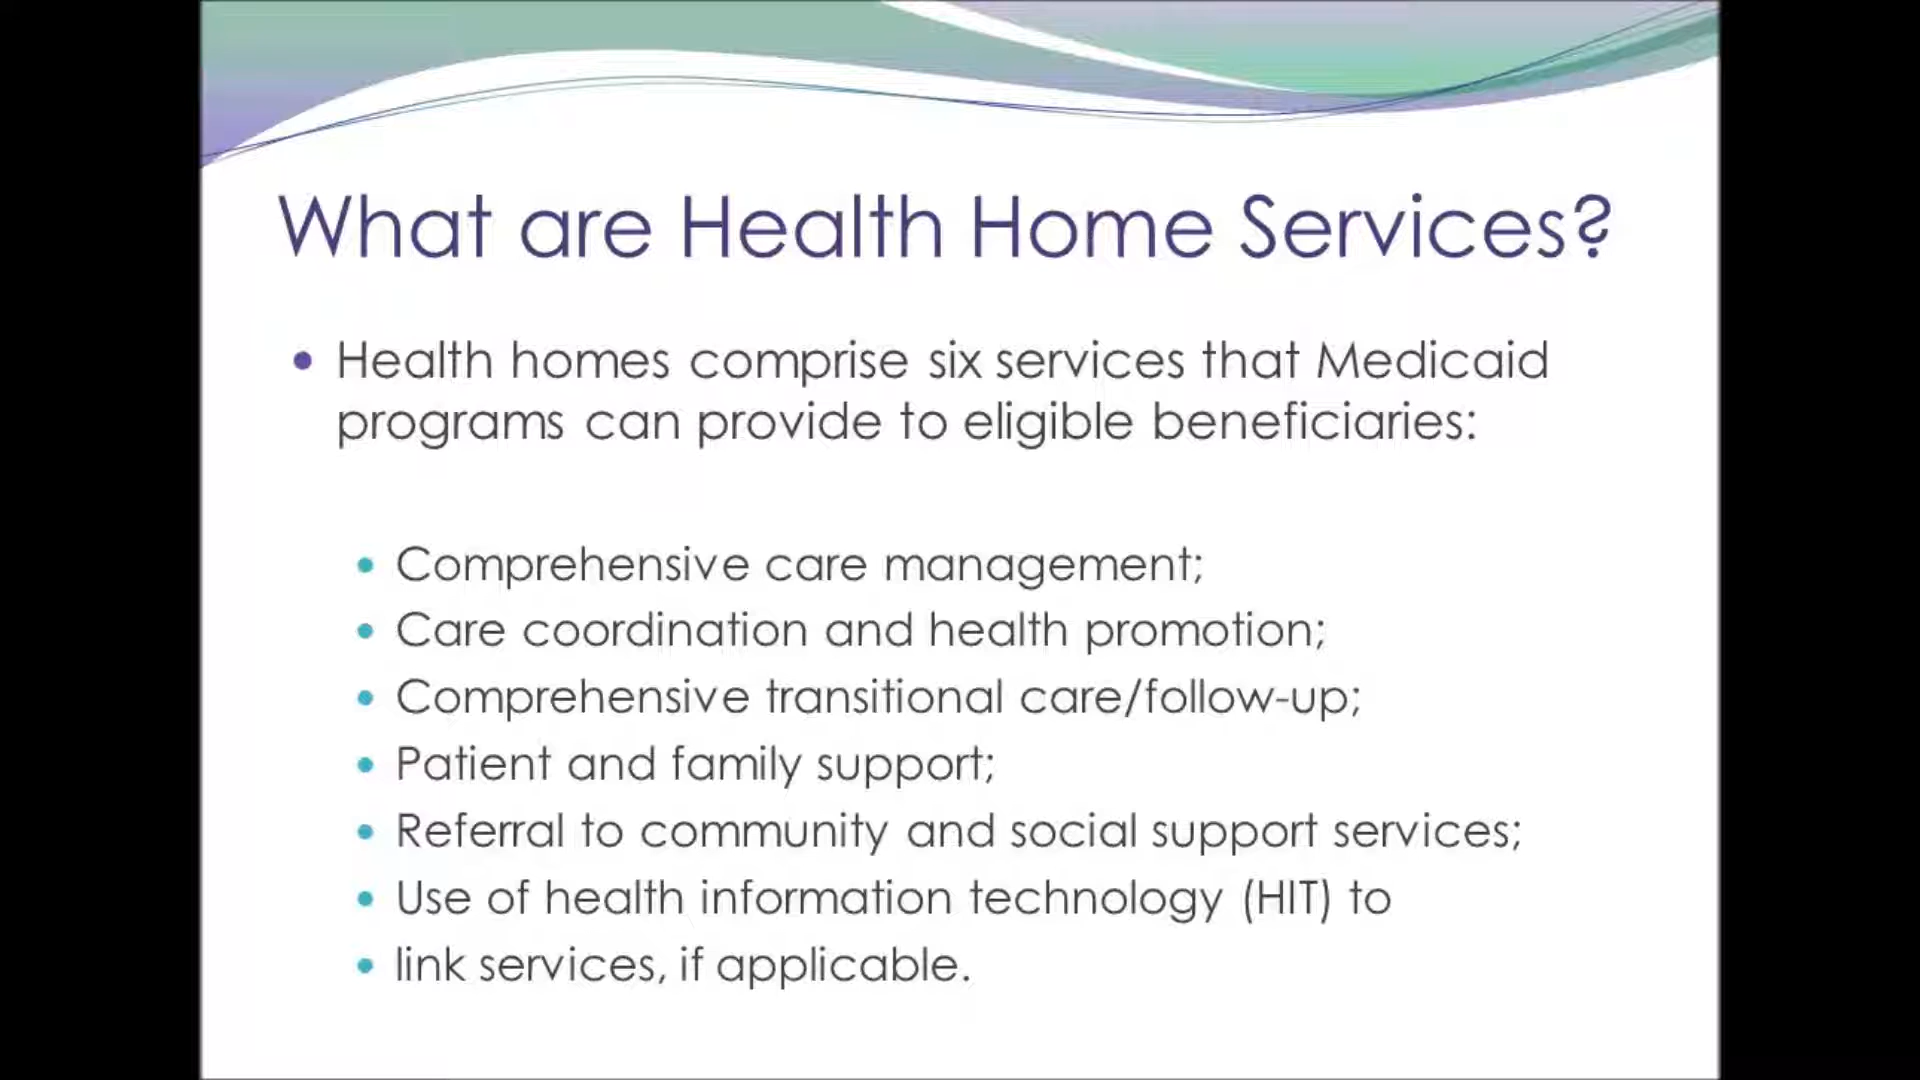 What are Health Home Services?
• Health homes comprise six services that Medicaid
programs can provide to eligible beneficiaries:
• Comprehensive care management;
• Care coordination and health promotion;
• Comprehensive transitional care/follow-up;
• Patient and family support;
• Referral to community and social support services;
• Use of health information technology (HIT) to
• link services, if applicable.